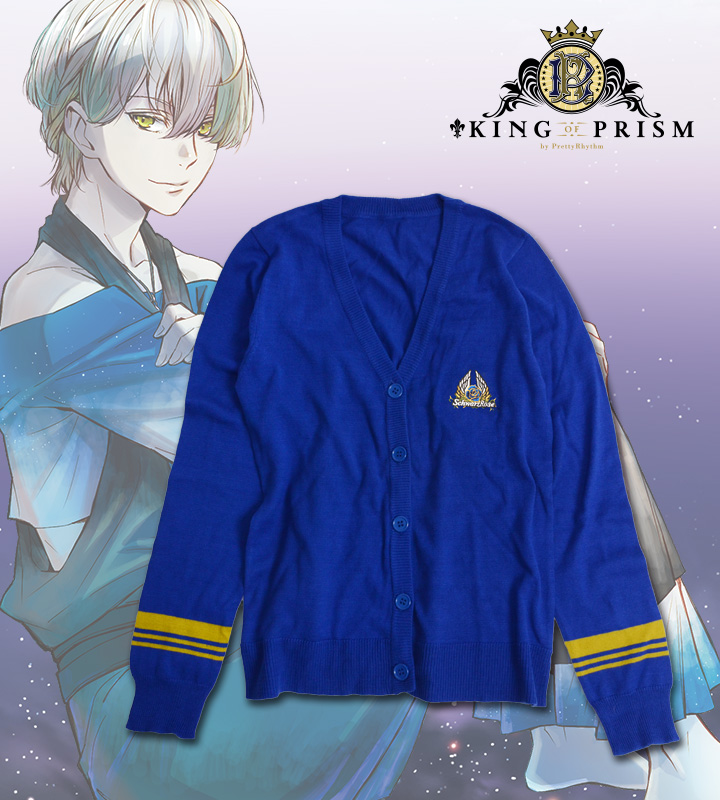 KING OF PRISM
by PrettyRhythm
SchwarzRose